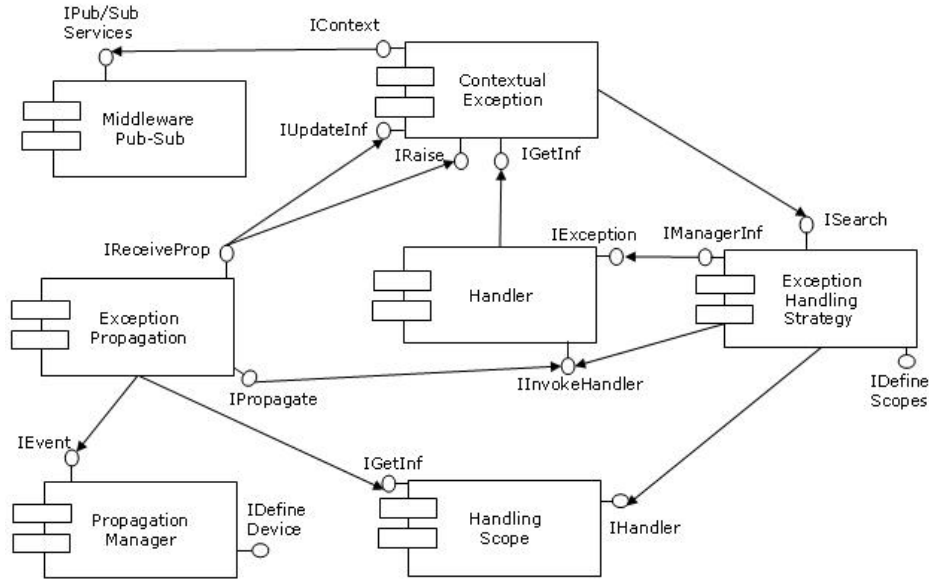 IPub/Sub
Services
IContext
Contextual
Exception
Middleware
Pub-Sub
IUpdateInf
IRaise
IGetInf
ISearch
IReceiveProp
IException
IManagerInf
Exception
Propagation
Handler
Exception
Handling
Strategy
IPropagate
IInvokeHandler
IDefine
Scopes
IEvent
IGetInf
Propagation
Manager
IDefine
Device
Handling
Scope
IHandler